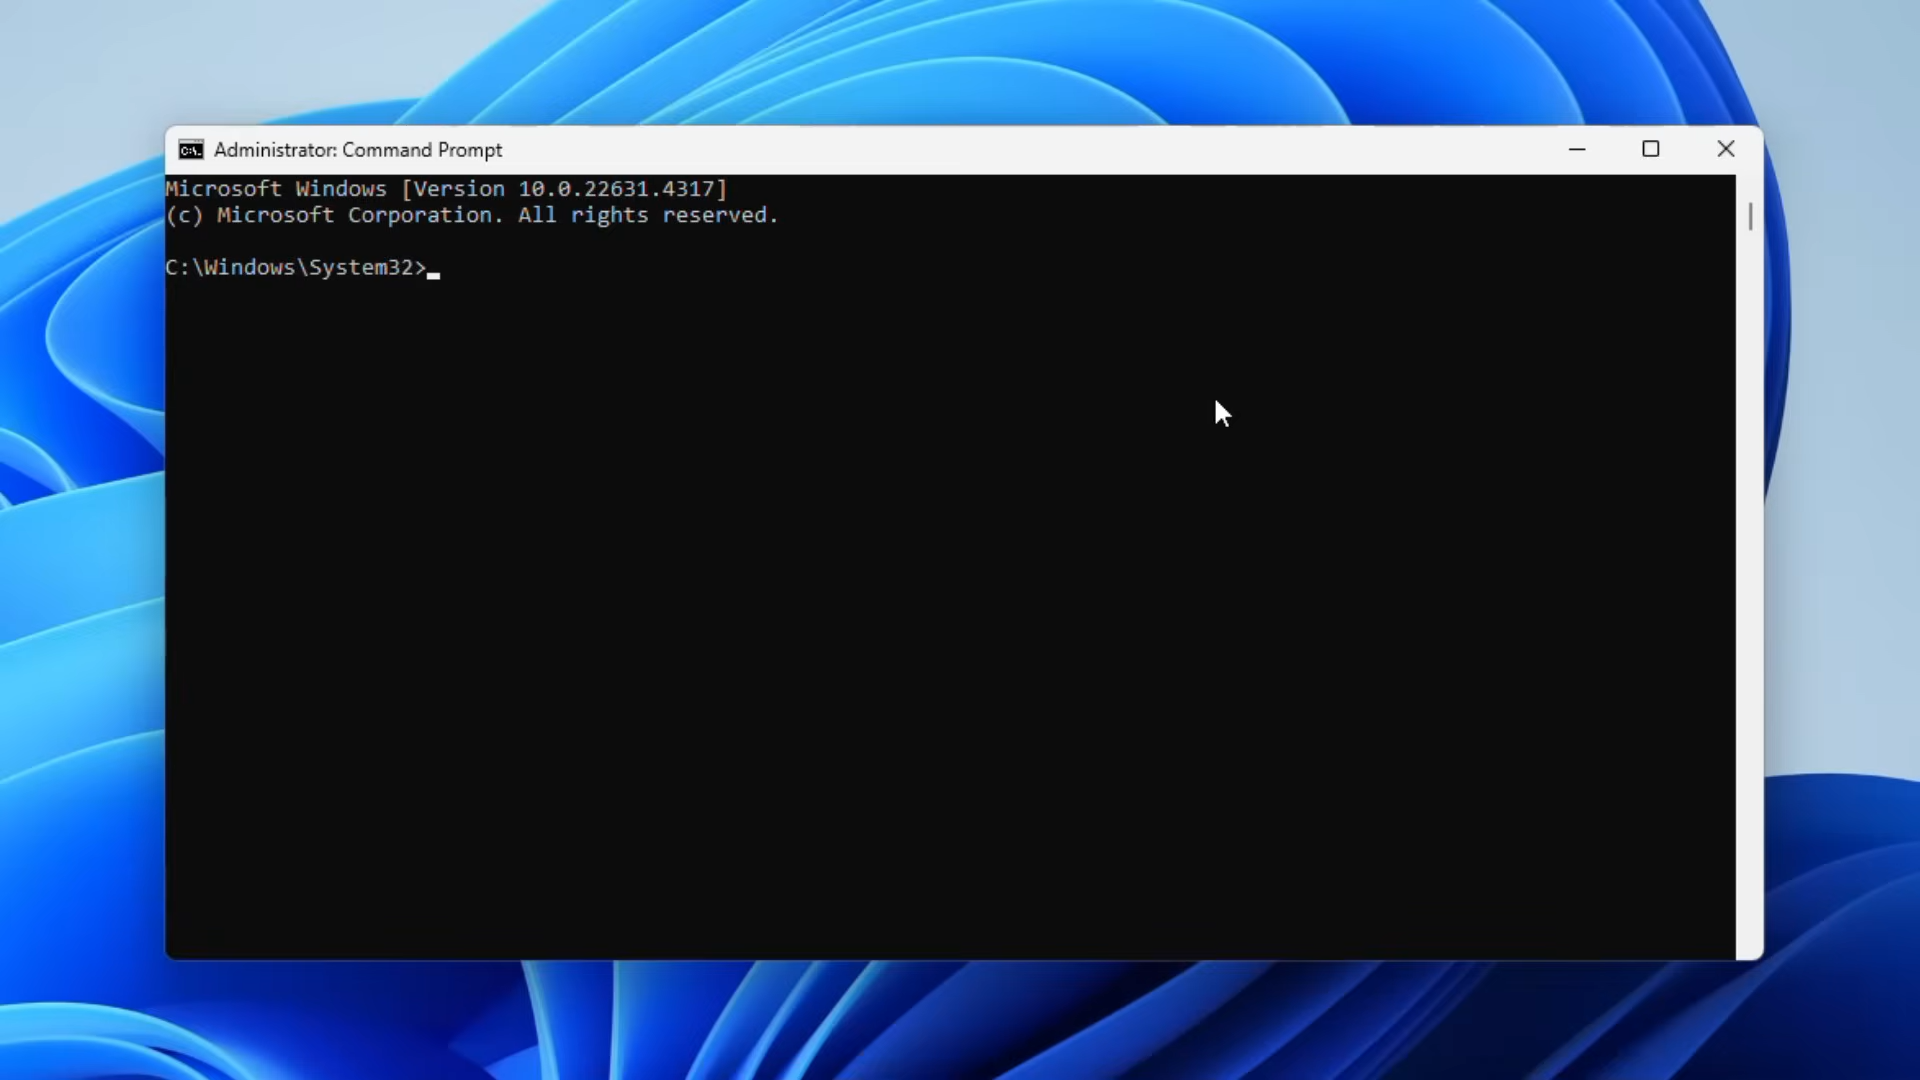 Administrator: Command Prompt
Microsoft Windows [Version 10.0.22631.4317]
(c) Microsoft Corporation. All rights reserved.
C:\Windows\System32>